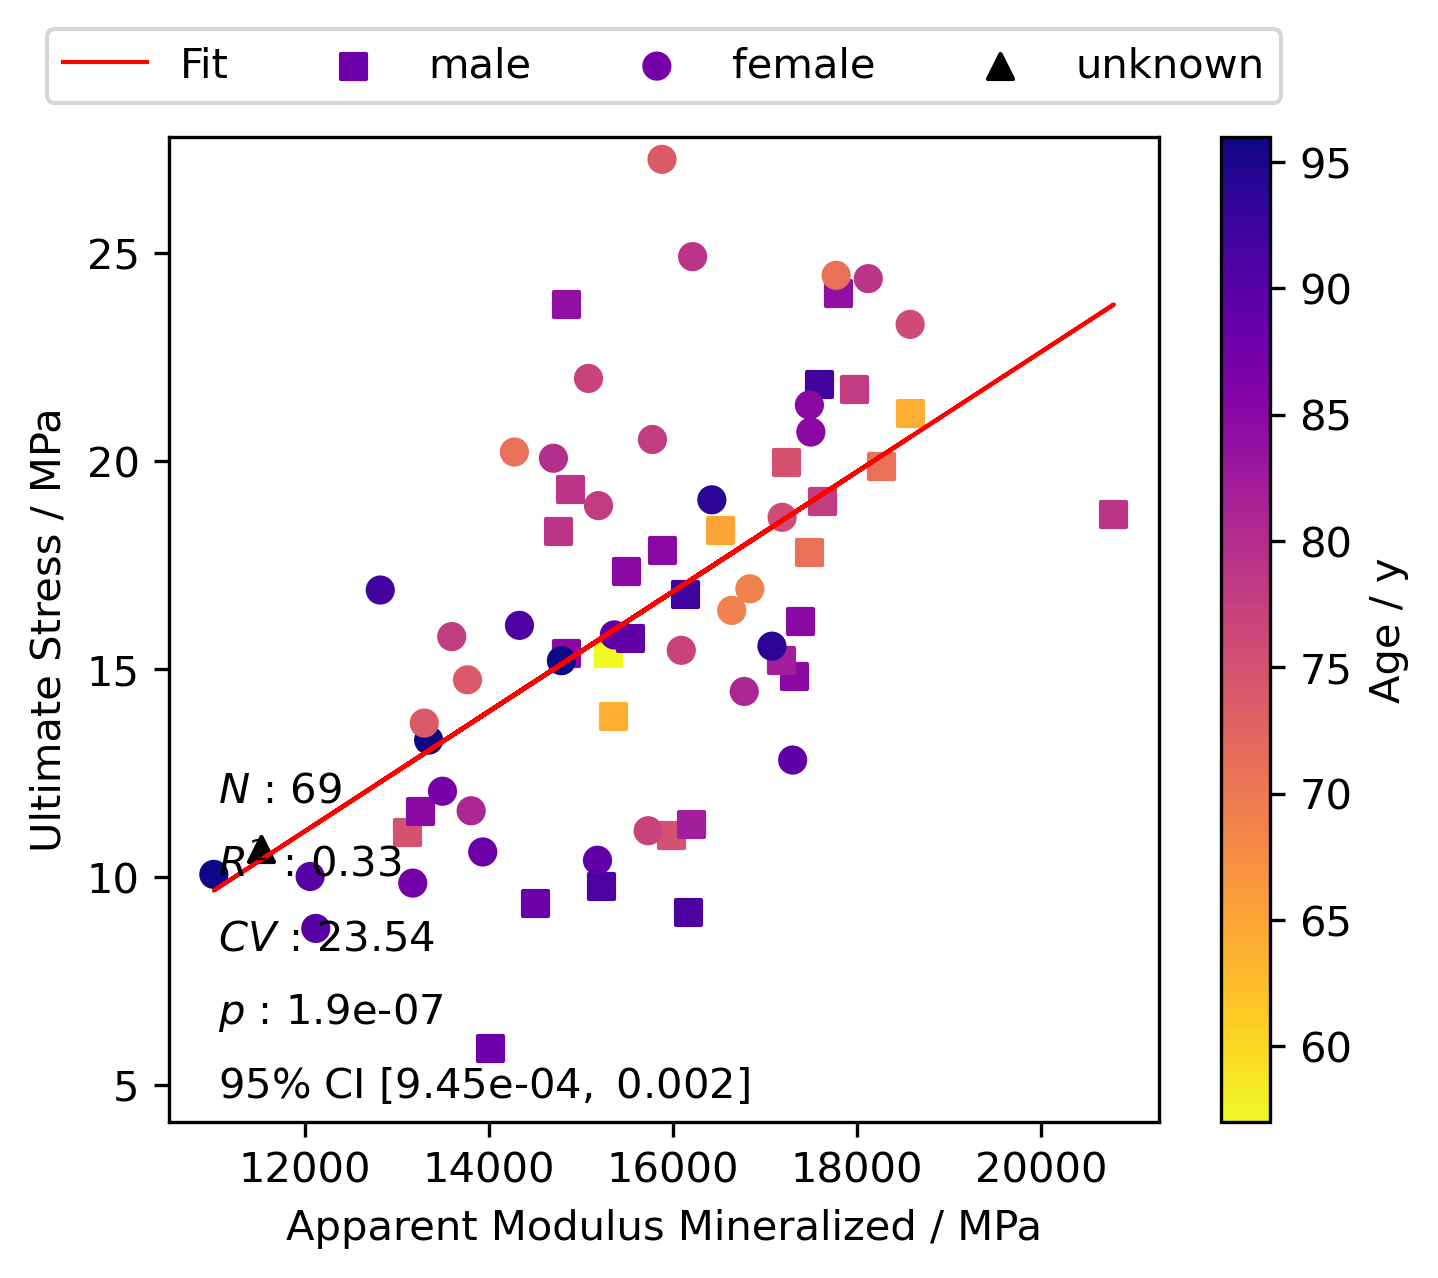 Fit male female unknown
25
20
15
10
5
Ultimate Stress / MPa
N : 69
R² : 0.33
CV : 23.54
p : 1.9e-07
95% CI [9.45e-04, 0.002]
12000 14000 16000 18000 20000
Apparent Modulus Mineralized / MPa
95
90
85
80
75
70
65
60
Age / y